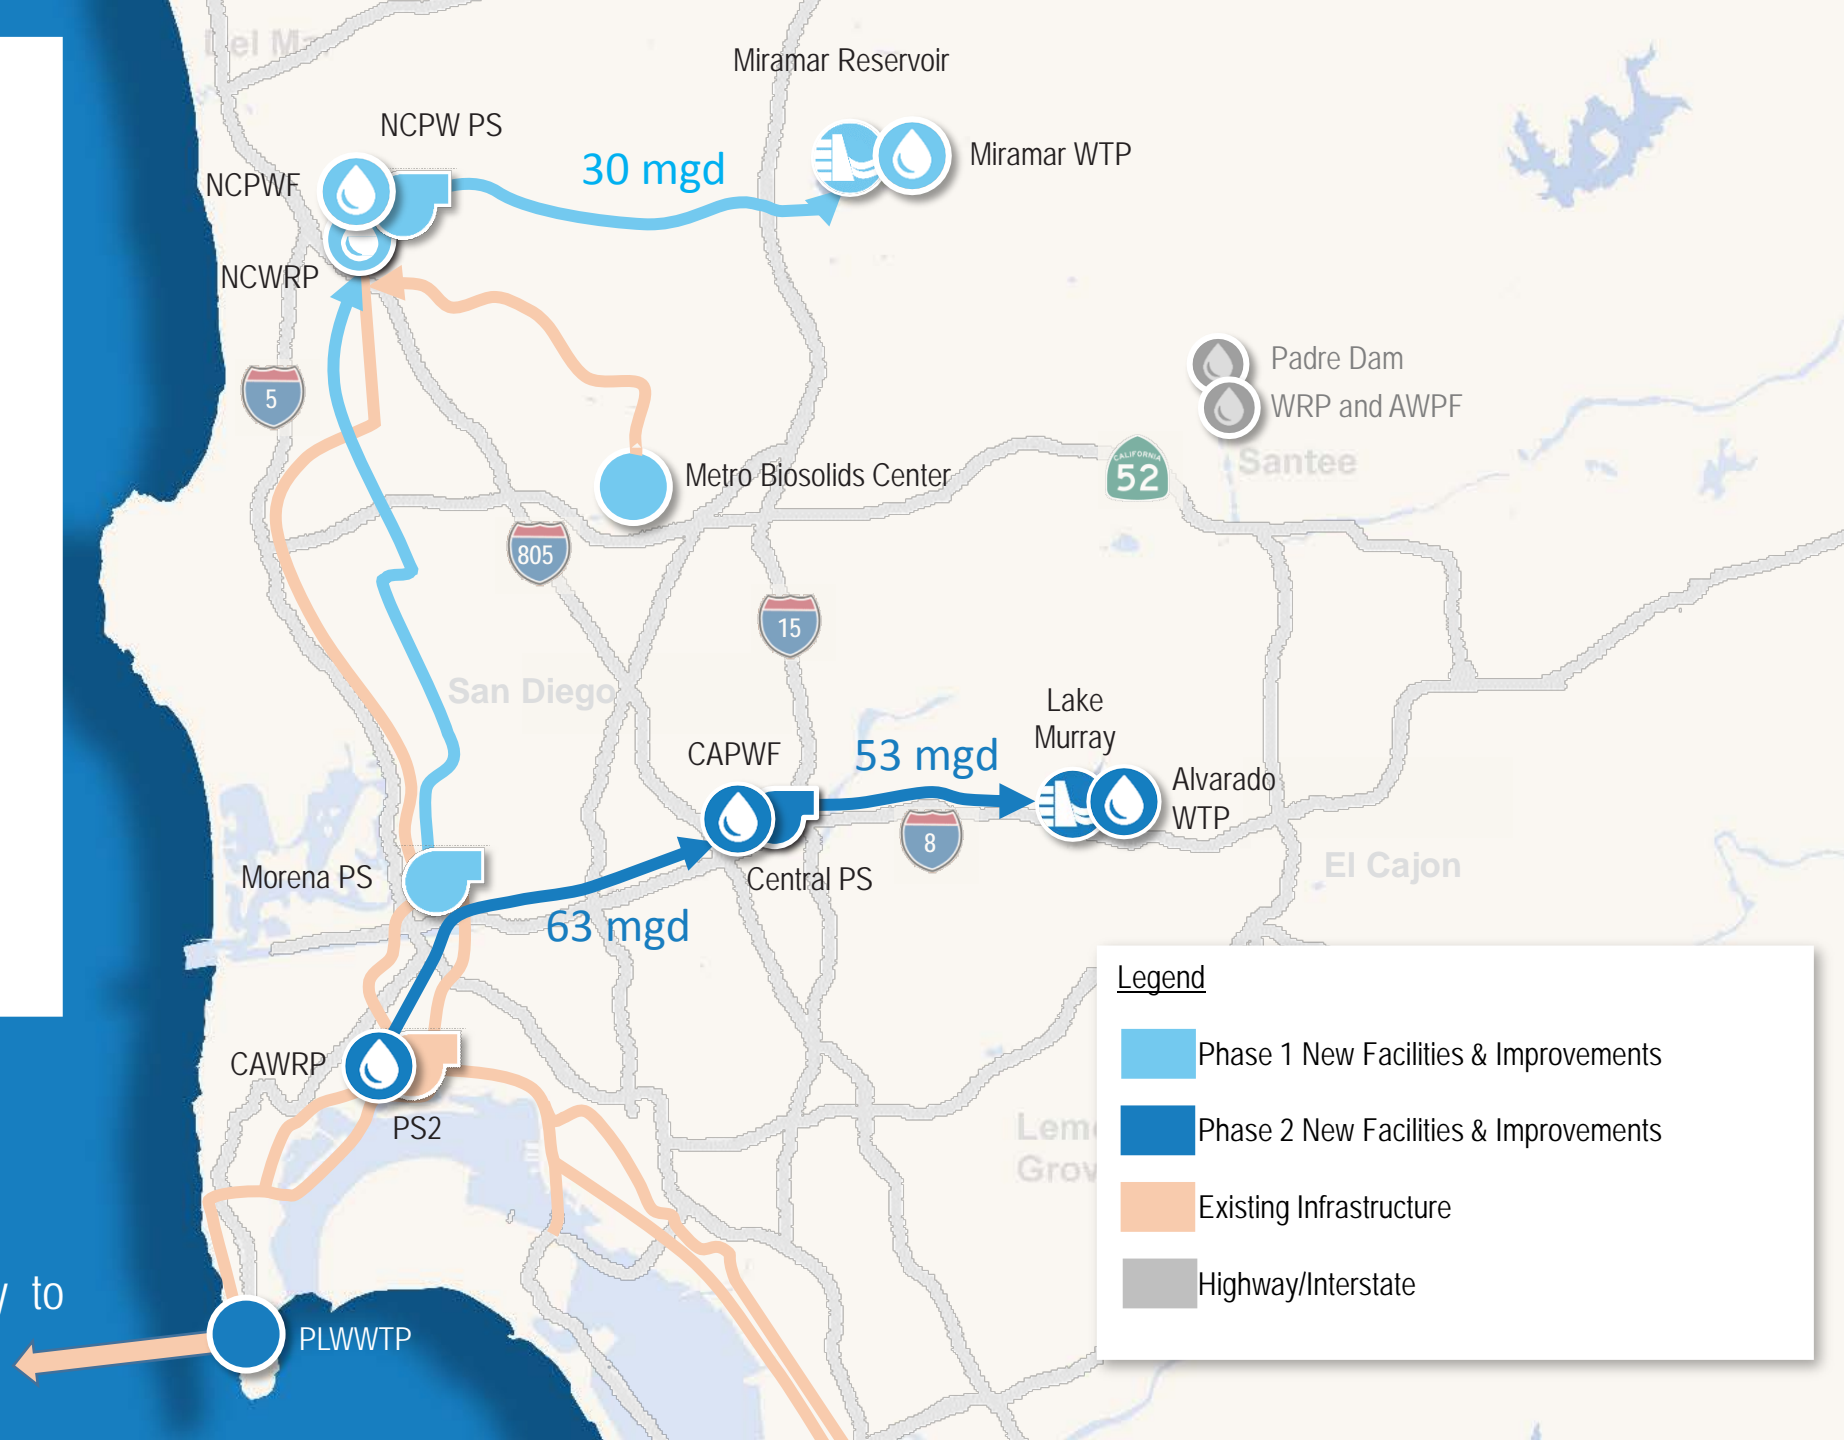 Miramar Reservoir
NCPW PS
30 mgd
Miramar WTP
NCPWF
NCWRP
Padre Dam
WRP and AWPF
5
CALIFORNIA
52
Santee
Metro Biosolids Center
805
15
San Diego
Lake
Murray
CAPWF
53 mgd
Alvarado
WTP
8
Morena PS
Central PS
El Cajon
63 mgd
Legend
Phase 1 New Facilities & Improvements
CAWRP
PS2
Phase 2 New Facilities & Improvements
Existing Infrastructure
Highway/Interstate
to
PLWWTP